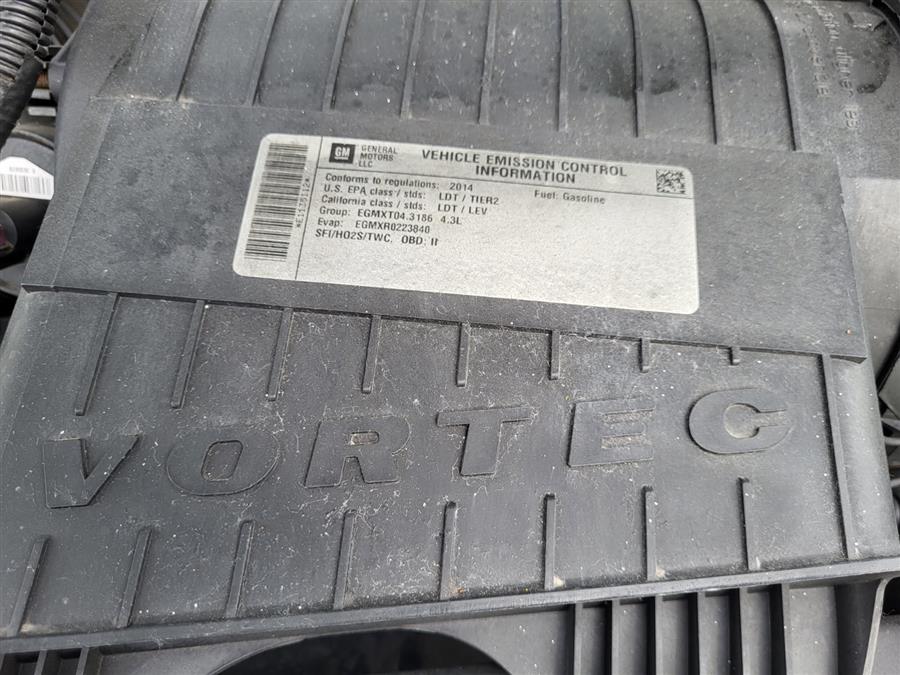 GM GENERAL
MOTORS
LLC
VEHICLE EMISSION CONTROL
INFORMATION
Conforms to regulations: 2014 Fuel: Gasoline
U.S. EPA class / stds: LDT / TIER2
California class / stds: LDT / LEV
Group: EGMXT04.3186 4.3L
Evap: EGMXR0223840
SFI/HO2S/TWC, OBD: II
VORTEC